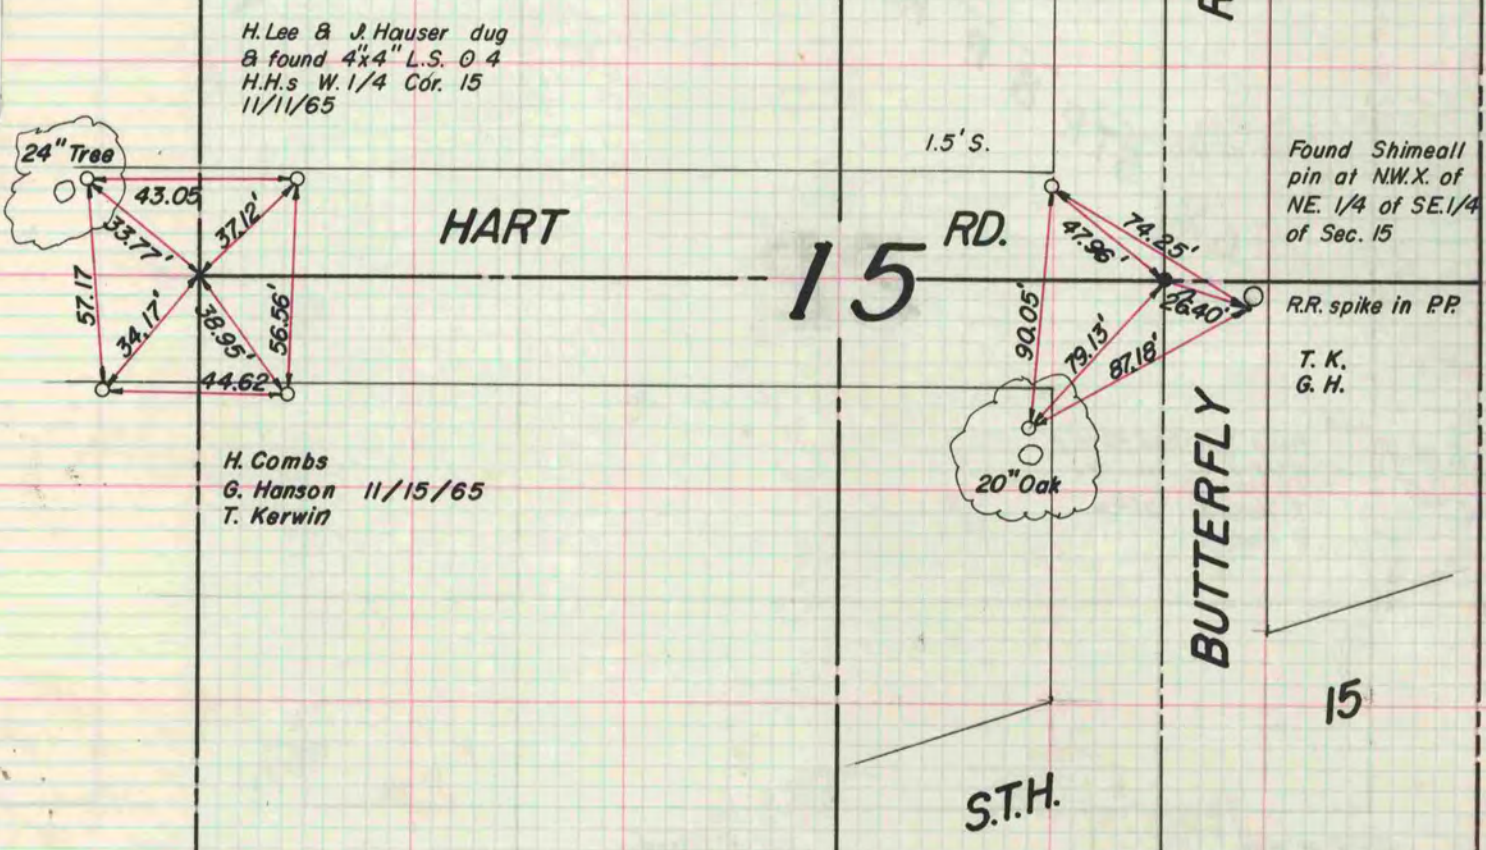 H. Lee & J. Hauser dug
& found 4"x4" L.S. @ 4
H.H.s W. 1/4 Cor. 15
11/11/65
24" Tree
43.05
33.77'
37.12'
57.17
34.17'
38.95'
56.56'
44.62
HART RD.
15
1.5' S.
47.96'
74.25'
90.05'
79.13'
87.18'
26.40'
20" Oak
Found Shimeall
pin at N.W.X. of
NE. 1/4 of SE. 1/4
of Sec. 15
R.R. spike in P.P.
T. K.
G. H.
H. Combs
G. Hanson 11/15/65
T. Kerwin
BUTTERFLY
15
S.T.H.